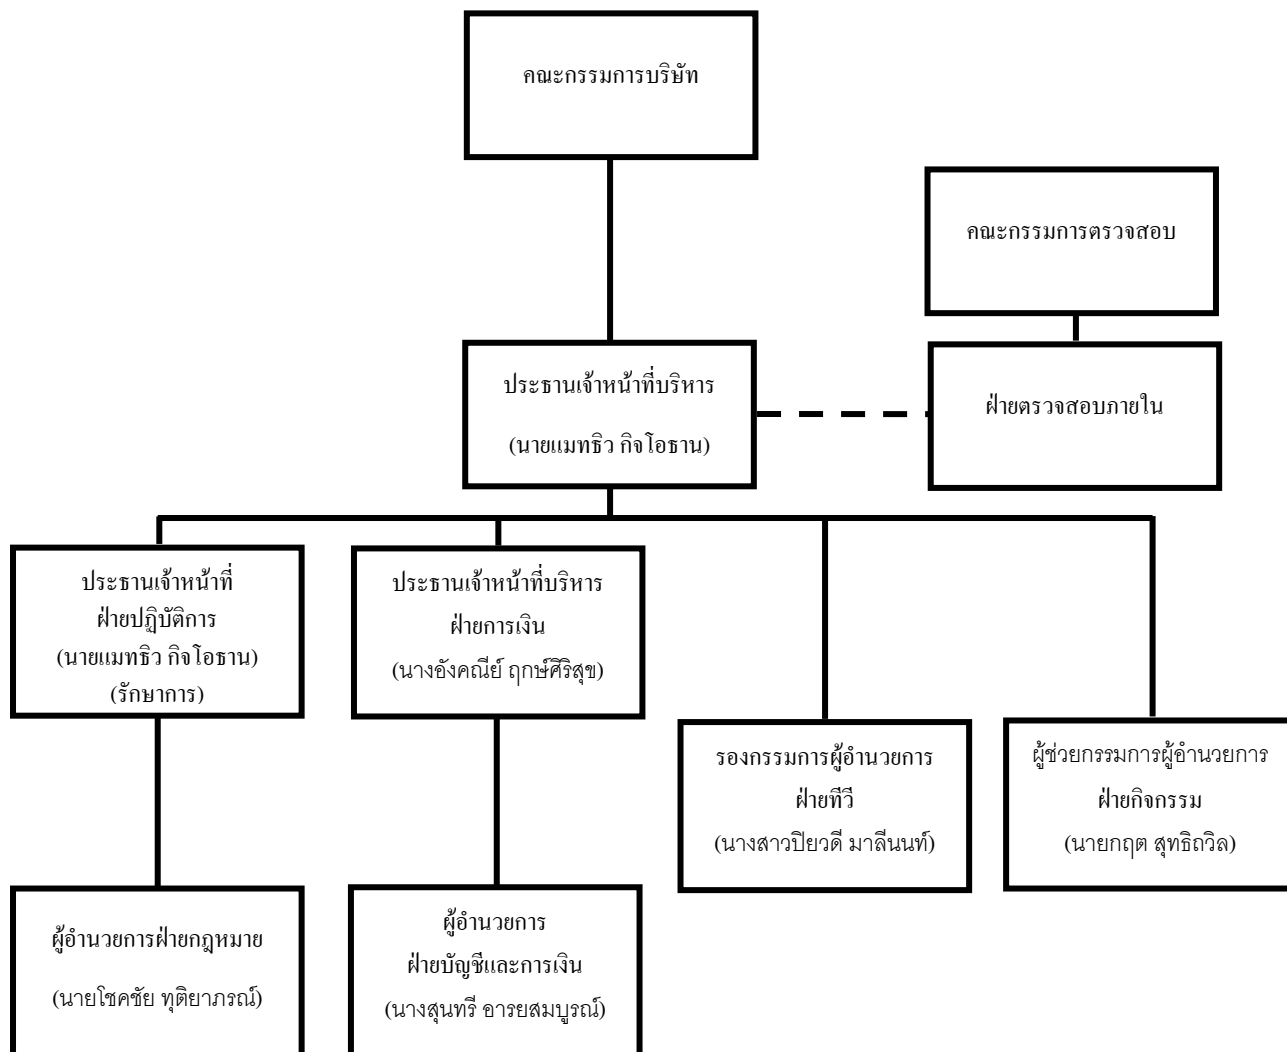 คณะกรรมการบริษัท
คณะกรรมการตรวจสอบ
ประธานเจ้าหน้าที่บริหาร
(นายแมทธิว กิจโอธาน)
ฝ่ายตรวจสอบภายใน
ประธานเจ้าหน้าที่
ฝ่ายปฏิบัติการ
(นายแมทธิว กิจโอธาน)
(รักษาการ)
ประธานเจ้าหน้าที่บริหาร
ฝ่ายการเงิน
(นางอังคณีย์ ฤกษ์ศิริสุข)
รองกรรมการผู้อำนวยการ
ฝ่ายทีวี
(นางสาวปิยวดี มาลีนนท์)
ผู้ช่วยกรรมการผู้อำนวยการ
ฝ่ายกิจกรรม
(นายกฤต สุทธิถวิล)
ผู้อำนวยการฝ่ายกฎหมาย
(นายโชคชัย ทุติยาภรณ์)
ผู้อำนวยการ
ฝ่ายบัญชีและการเงิน
(นางสุนทรี อารยสมบูรณ์)